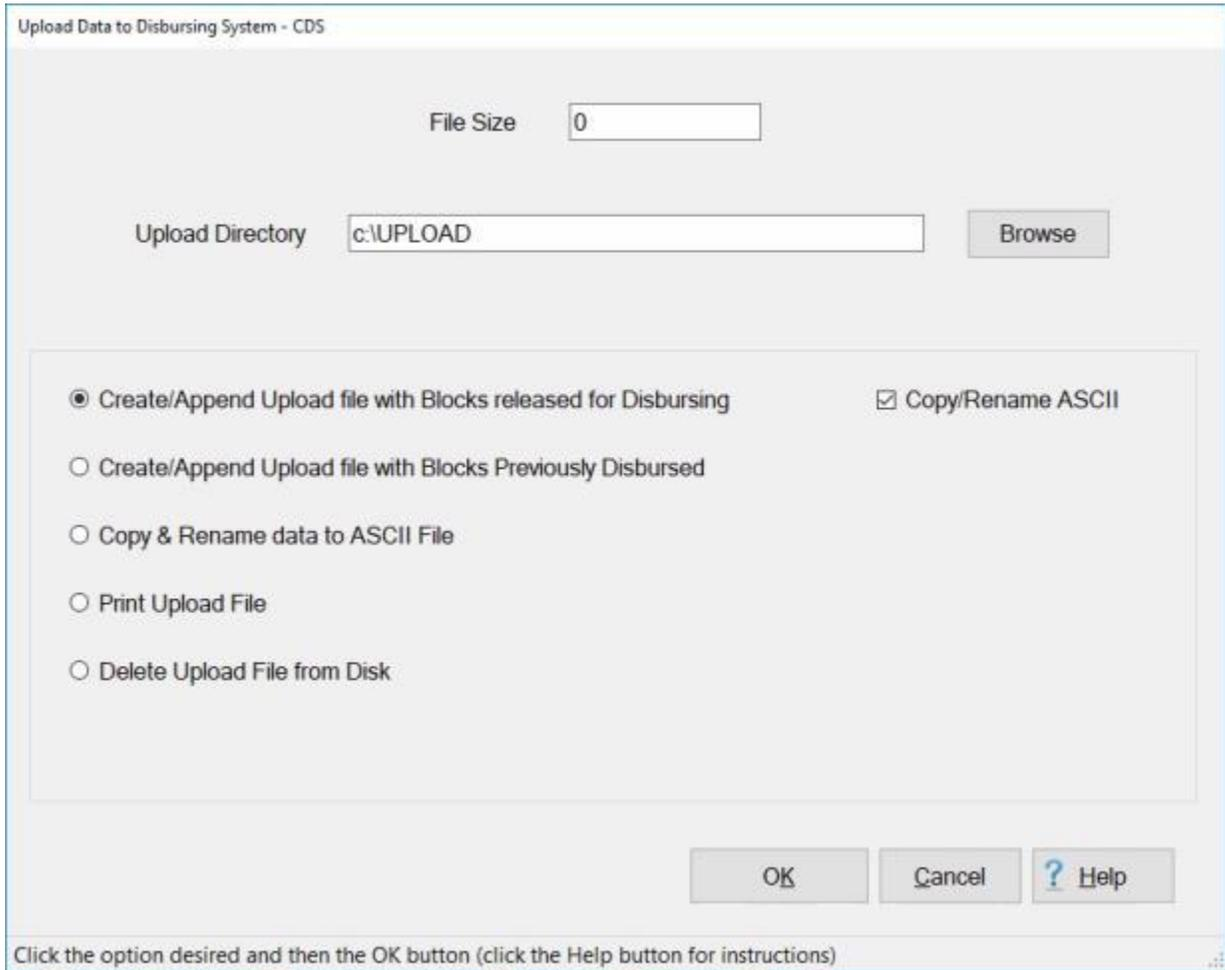 Upload Data to Disbursing System - CDS
File Size 0
Upload Directory c:\UPLOAD Browse
Create/Append Upload file with Blocks released for Disbursing Copy/Rename ASCII
Create/Append Upload file with Blocks Previously Disbursed
Copy & Rename data to ASCII File
Print Upload File
Delete Upload File from Disk
OK Cancel ? Help
Click the option desired and then the OK button (click the Help button for instructions)